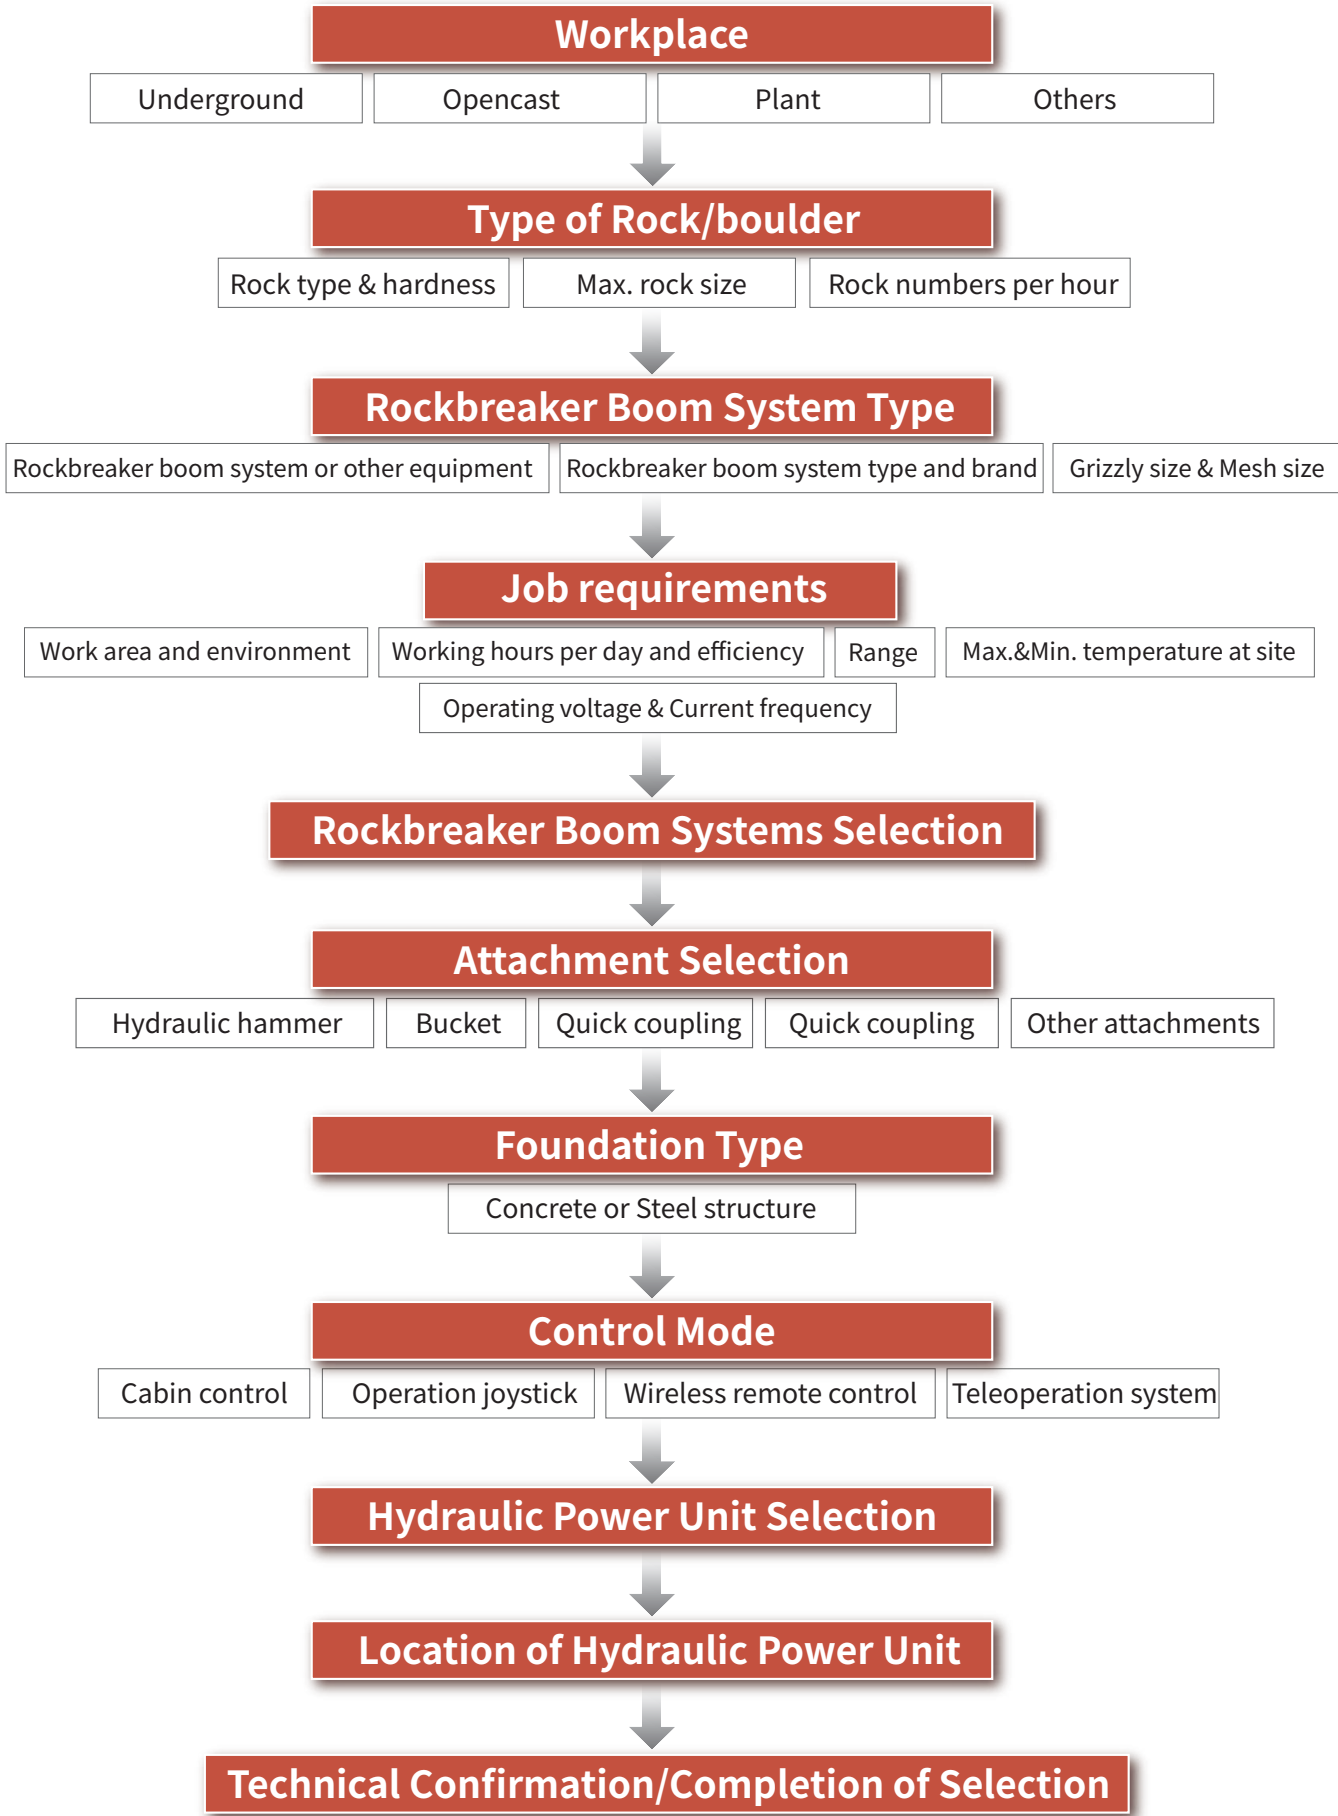 Workplace
Underground Opencast Plant Others
Type of Rock/boulder
Rock type & hardness Max. rock size Rock numbers per hour
Rockbreaker Boom System Type
Rockbreaker boom system or other equipment Rockbreaker boom system type and brand Grizzly size & Mesh size
Job requirements
Work area and environment Working hours per day and efficiency Range Max.&Min. temperature at site
Operating voltage & Current frequency
Rockbreaker Boom Systems Selection
Attachment Selection
Hydraulic hammer Bucket Quick coupling Quick coupling Other attachments
Foundation Type
Concrete or Steel structure
Control Mode
Cabin control Operation joystick Wireless remote control Teleoperation system
Hydraulic Power Unit Selection
Location of Hydraulic Power Unit
Technical Confirmation/Completion of Selection